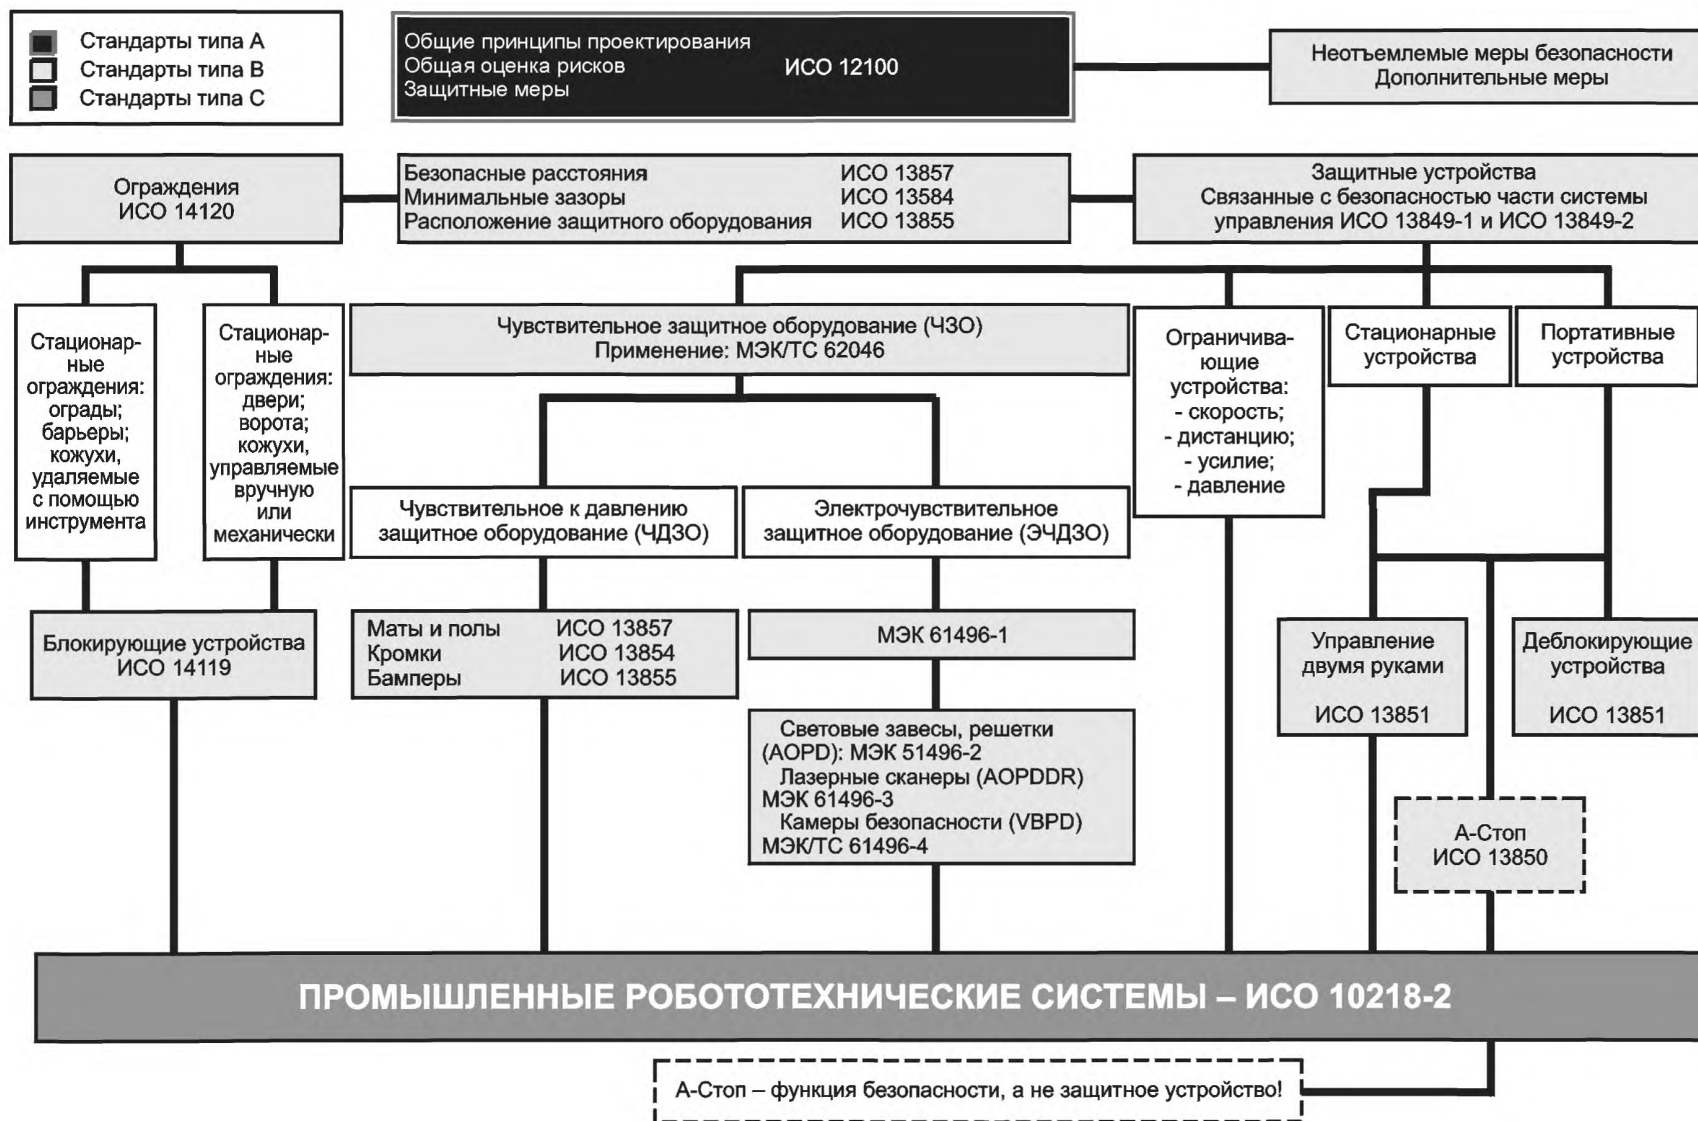 Стандарты типа А
Стандарты типа В
Стандарты типа С
Общие принципы проектирования
Общая оценка рисков ИСО 12100
Защитные меры
Неотъемлемые меры безопасности
Дополнительные меры
Ограждения
ИСО 14120
Безопасные расстояния ИСО 13857
Минимальные зазоры ИСО 13584
Расположение защитного оборудования ИСО 13855
Защитные устройства
Связанные с безопасностью части системы
управления ИСО 13849-1 и ИСО 13849-2
Стационар-
ные
ограждения:
ограды;
барьеры;
кожухи,
удаляемые
с помощью
инструмента
Стационар-
ные
ограждения:
двери;
ворота;
кожухи,
управляемые
вручную
или
механически
Чувствительное защитное оборудование (ЧЗО)
Применение: МЭК/ТС 62046
Ограничива-
ющие
устройства:
- скорость;
- дистанцию;
- усилие;
- давление
Стационарные
устройства
Портативные
устройства
Чувствительное к давлению
защитное оборудование (ЧДЗО)
Электрочувствительное
защитное оборудование (ЭЧДЗО)
Блокирующие устройства
ИСО 14119
Маты и полы ИСО 13857
Кромки ИСО 13854
Бамперы ИСО 13855
МЭК 61496-1
Световые завесы, решетки
(AOPD): МЭК 51496-2
Лазерные сканеры (AOPDDR)
МЭК 61496-3
Камеры безопасности (VBPD)
МЭК/ТС 61496-4
Управление
двумя руками
ИСО 13851
Деблокирующие
устройства
ИСО 13851
А-Стоп
ИСО 13850
ПРОМЫШЛЕННЫЕ РОБОТОТЕХНИЧЕСКИЕ СИСТЕМЫ – ИСО 10218-2
А-Стоп – функция безопасности, а не защитное устройство!